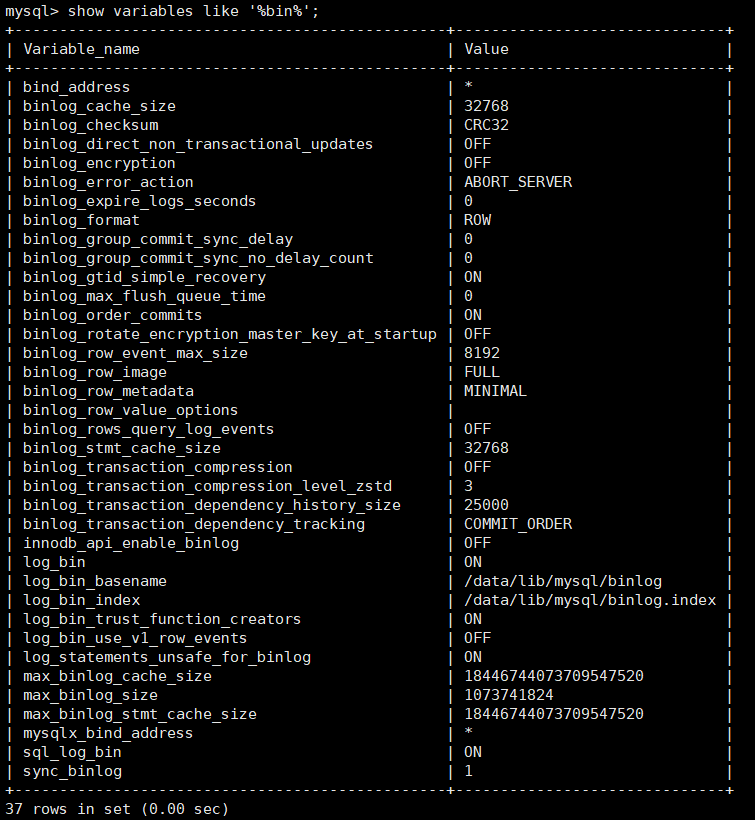 mysql> show variables like '%bin%';
+------------------------------------------------+------------------------------+
| Variable_name                                  | Value                        |
+------------------------------------------------+------------------------------+
| bind_address                                   | *                            |
| binlog_cache_size                              | 32768                        |
| binlog_checksum                                | CRC32                        |
| binlog_direct_non_transactional_updates        | OFF                          |
| binlog_encryption                              | OFF                          |
| binlog_error_action                            | ABORT_SERVER                 |
| binlog_expire_logs_seconds                     | 0                            |
| binlog_format                                  | ROW                          |
| binlog_group_commit_sync_delay                 | 0                            |
| binlog_group_commit_sync_no_delay_count        | 0                            |
| binlog_gtid_simple_recovery                    | ON                           |
| binlog_max_flush_queue_time                    | 0                            |
| binlog_order_commits                           | ON                           |
| binlog_rotate_encryption_master_key_at_startup | OFF                          |
| binlog_row_event_max_size                      | 8192                         |
| binlog_row_image                               | FULL                         |
| binlog_row_metadata                            | MINIMAL                      |
| binlog_row_value_options                       |                              |
| binlog_rows_query_log_events                   | OFF                          |
| binlog_stmt_cache_size                         | 32768                        |
| binlog_transaction_compression                 | OFF                          |
| binlog_transaction_compression_level_zstd      | 3                            |
| binlog_transaction_dependency_history_size     | 25000                        |
| binlog_transaction_dependency_tracking         | COMMIT_ORDER                 |
| innodb_api_enable_binlog                       | OFF                          |
| log_bin                                        | ON                           |
| log_bin_basename                               | /data/lib/mysql/binlog       |
| log_bin_index                                  | /data/lib/mysql/binlog.index |
| log_bin_trust_function_creators                | ON                           |
| log_bin_use_v1_row_events                      | OFF                          |
| log_statements_unsafe_for_binlog               | ON                           |
| max_binlog_cache_size                          | 18446744073709547520         |
| max_binlog_size                                | 1073741824                   |
| max_binlog_stmt_cache_size                     | 18446744073709547520         |
| mysqlx_bind_address                            | *                            |
| sql_log_bin                                    | ON                           |
| sync_binlog                                    | 1                            |
+------------------------------------------------+------------------------------+
37 rows in set (0.00 sec)